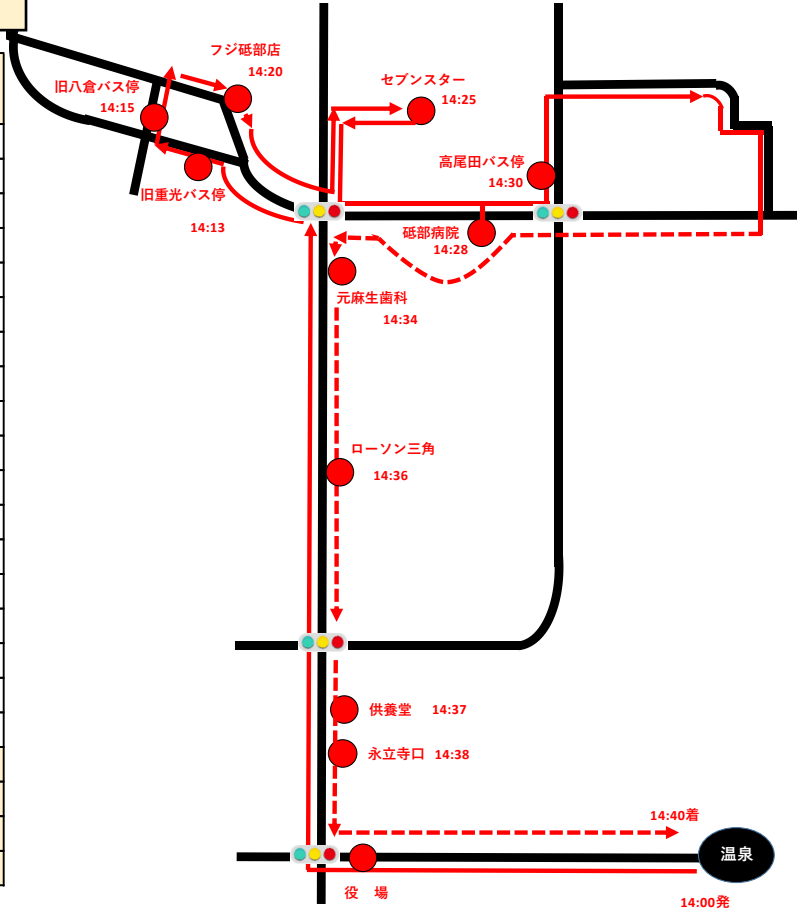 フジ砥部店
14:20
旧八倉バス停
14:15
セブンスター
14:25
高尾田バス停
14:30
旧重光バス停
14:13
砥部病院
14:28
元麻生歯科
14:34
ローソン三角
14:36
供養堂 14:37
永立寺口 14:38
14:40着
温泉
役 場
14:00発